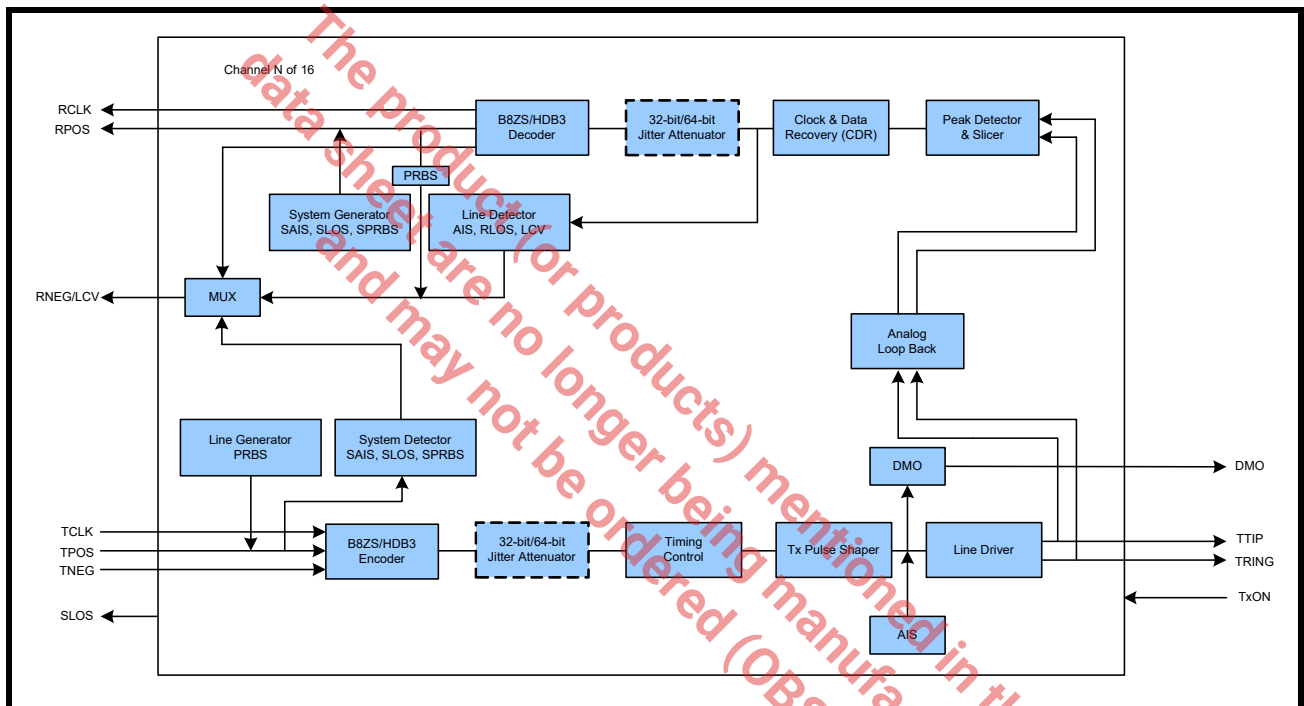 Channel N of 16
RCLK
RPOS
B8ZS/HDB3
Decoder
32-bit/64-bit
Jitter Attenuator
Clock & Data
Recovery (CDR)
Peak Detector
& Slicer
PRBS
System Generator
SAIS, SLOS, SPRBS
Line Detector
AIS, RLOS, LCV
RNEG/LCV
MUX
Analog
Loop Back
Line Generator
PRBS
System Detector
SAIS, SLOS, SPRBS
DMO
DMO
TCLK
TPOS
TNEG
B8ZS/HDB3
Encoder
32-bit/64-bit
Jitter Attenuator
Timing
Control
Tx Pulse Shaper
Line Driver
TTIP
TRING
TxON
SLOS
AIS
The product (or products) mentioned in
data sheet are no longer being
and may not be ordered